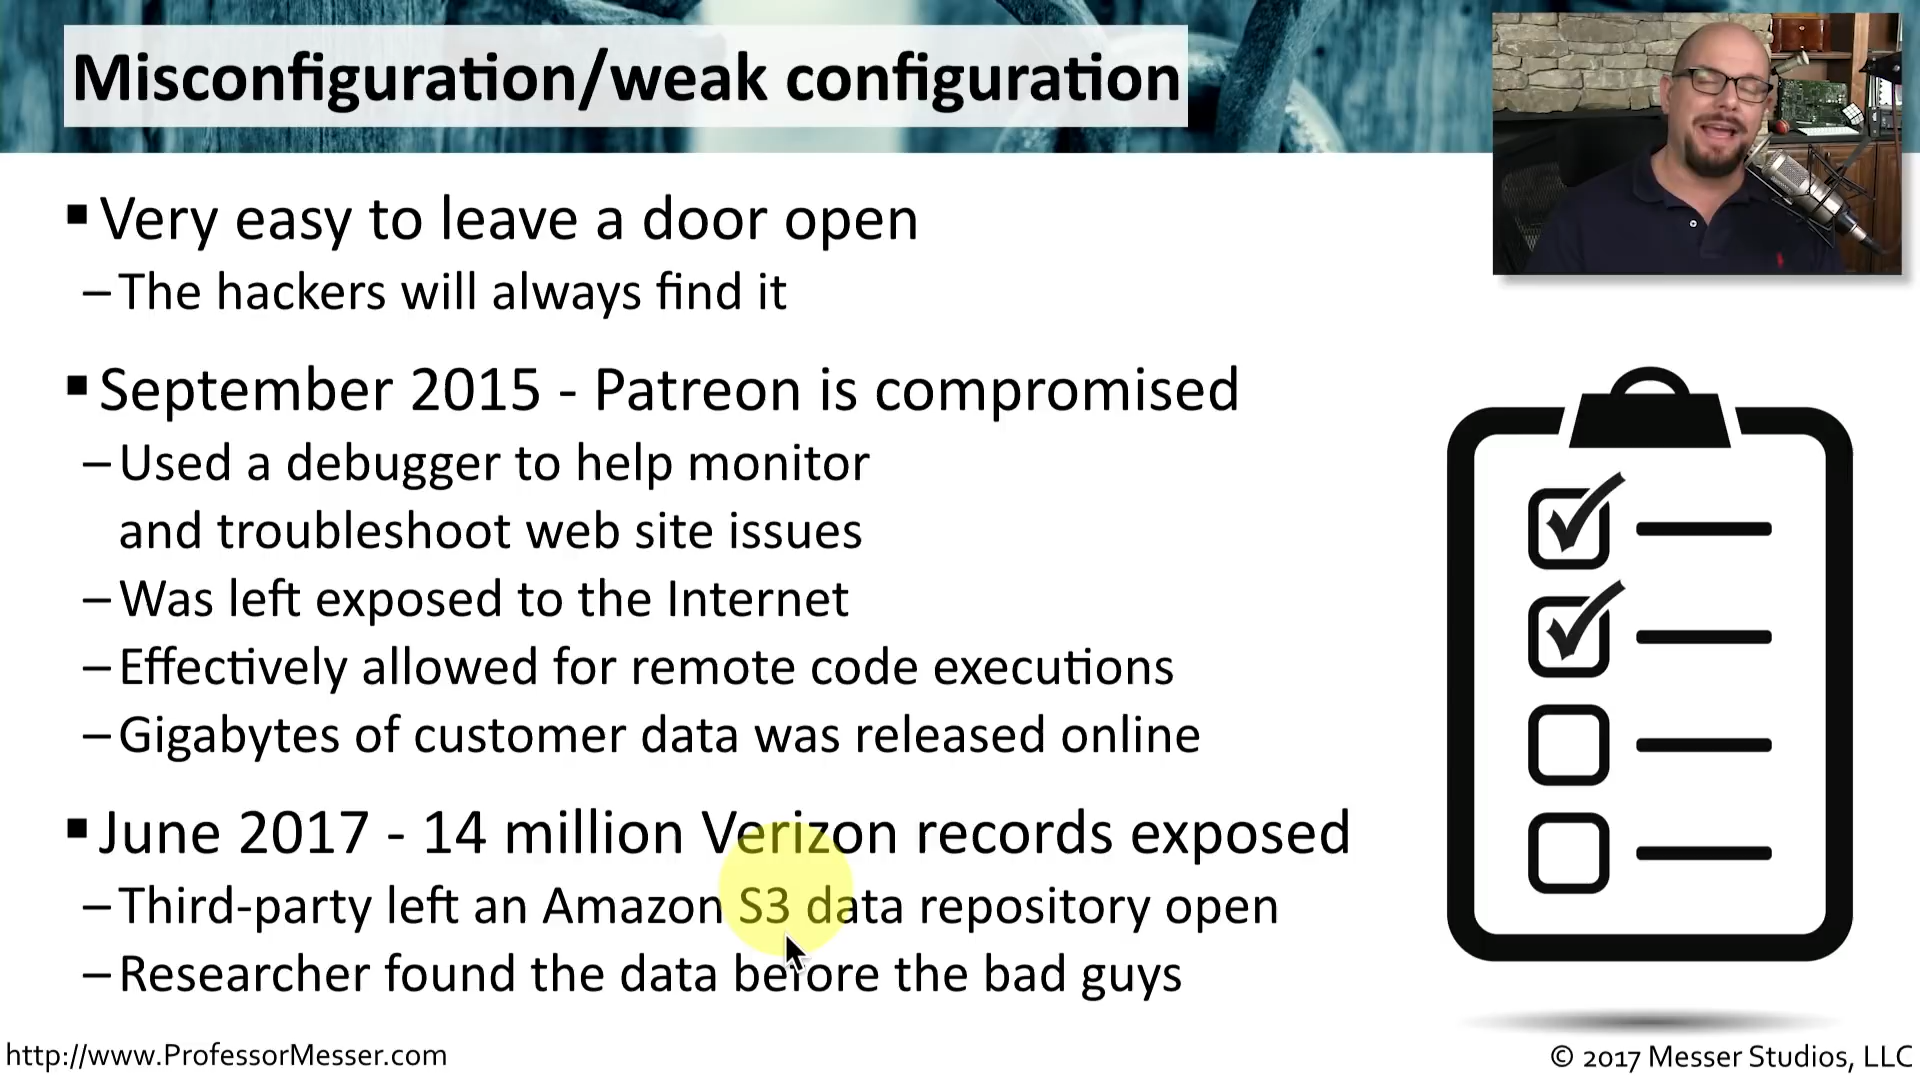 Misconfiguration/weak configuration
▪Very easy to leave a door open
–The hackers will always find it
▪September 2015 - Patreon is compromised
–Used a debugger to help monitor
and troubleshoot web site issues
–Was left exposed to the Internet
–Effectively allowed for remote code executions
–Gigabytes of customer data was released online
▪June 2017 - 14 million Verizon records exposed
–Third-party left an Amazon S3 data repository open
–Researcher found the data before the bad guys
http://www.ProfessorMesser.com
© 2017 Messer Studios, LLC